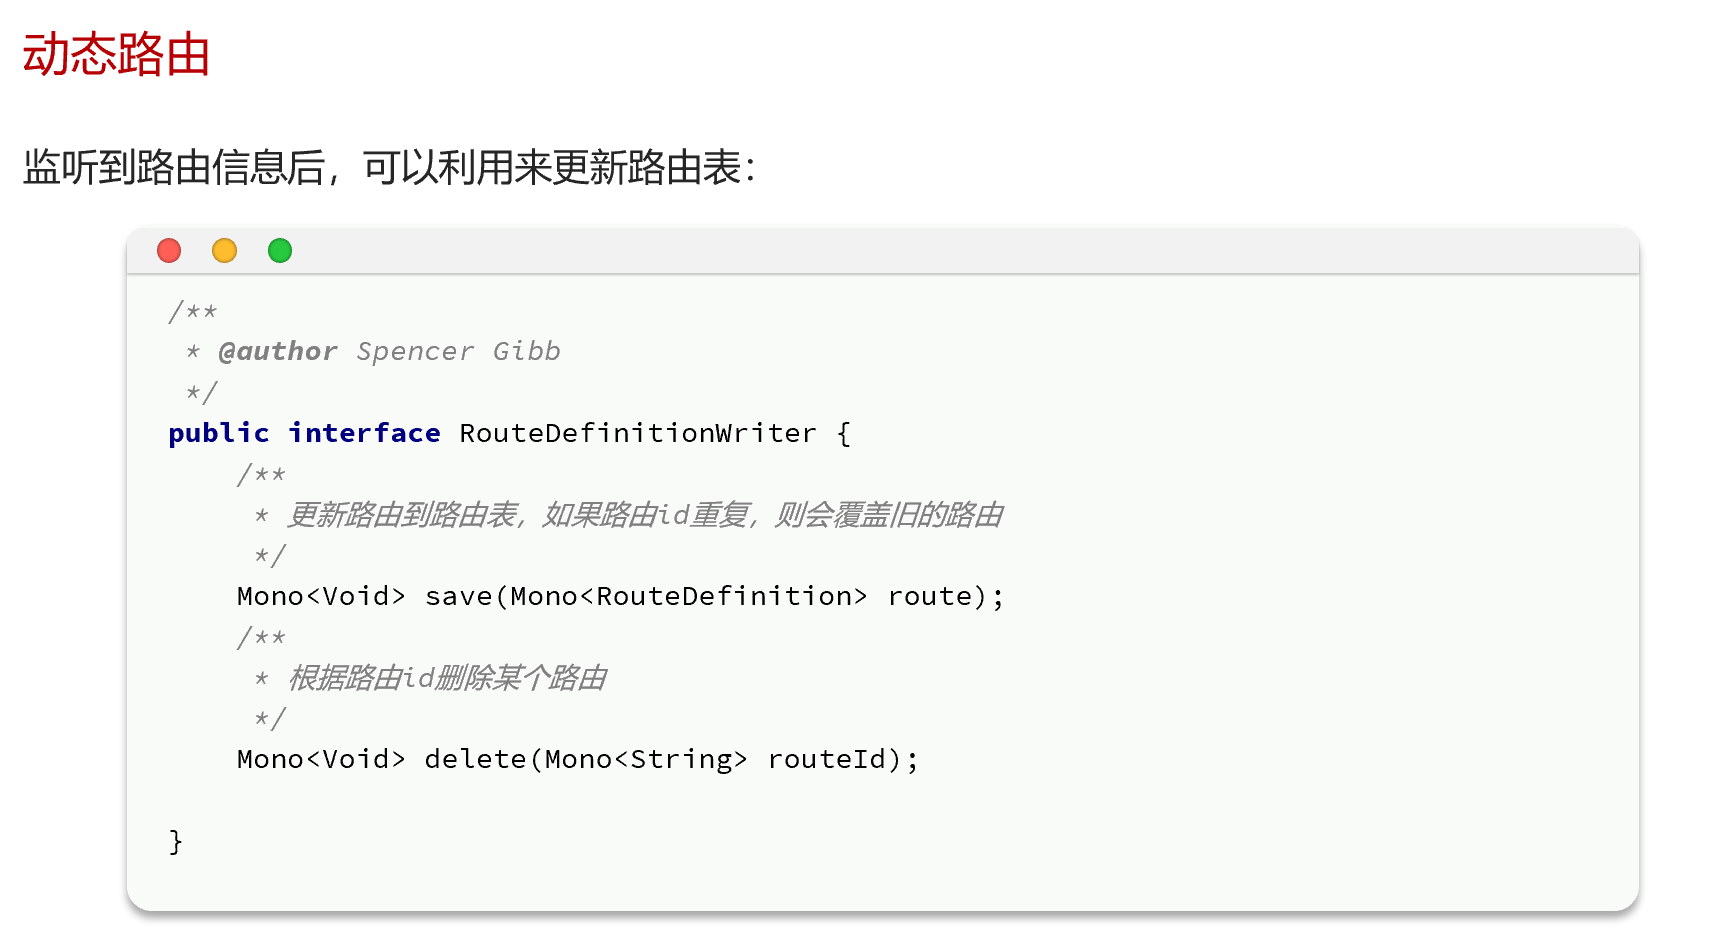 动态路由
监听到路由信息后，可以利用来更新路由表：
/**
 * @author Spencer Gibb
 */
public interface RouteDefinitionWriter {
    /**
     * 更新路由到路由表，如果路由id重复，则会覆盖旧的路由
     */
    Mono<Void> save(Mono<RouteDefinition> route);
    /**
     * 根据路由id删除某个路由
     */
    Mono<Void> delete(Mono<String> routeId);
}